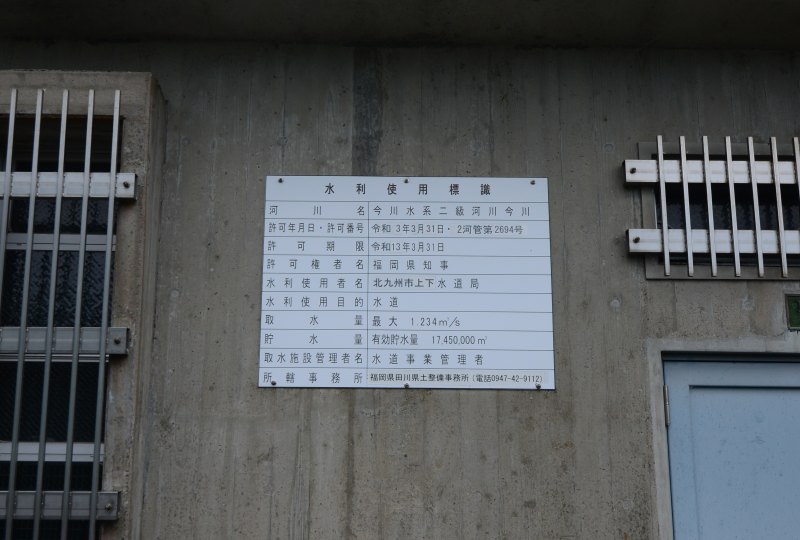 水利使用標識
河川名 今川水系二級河川今川
許可年月日・許可番号 令和 3年3月31日・ 2河管第2694号
許可期限 令和13年3月31日
許可権者名 福岡県知事
水利使用者名 北九州市上下水道局
水利使用目的 水道
取水量 最大 1.234㎥/s
貯水量 有効貯水量 17,450,000㎥
取水施設管理者名 水道事業管理者
所轄事務所 福岡県田川県土整備事務所(電話0947-42-9112)